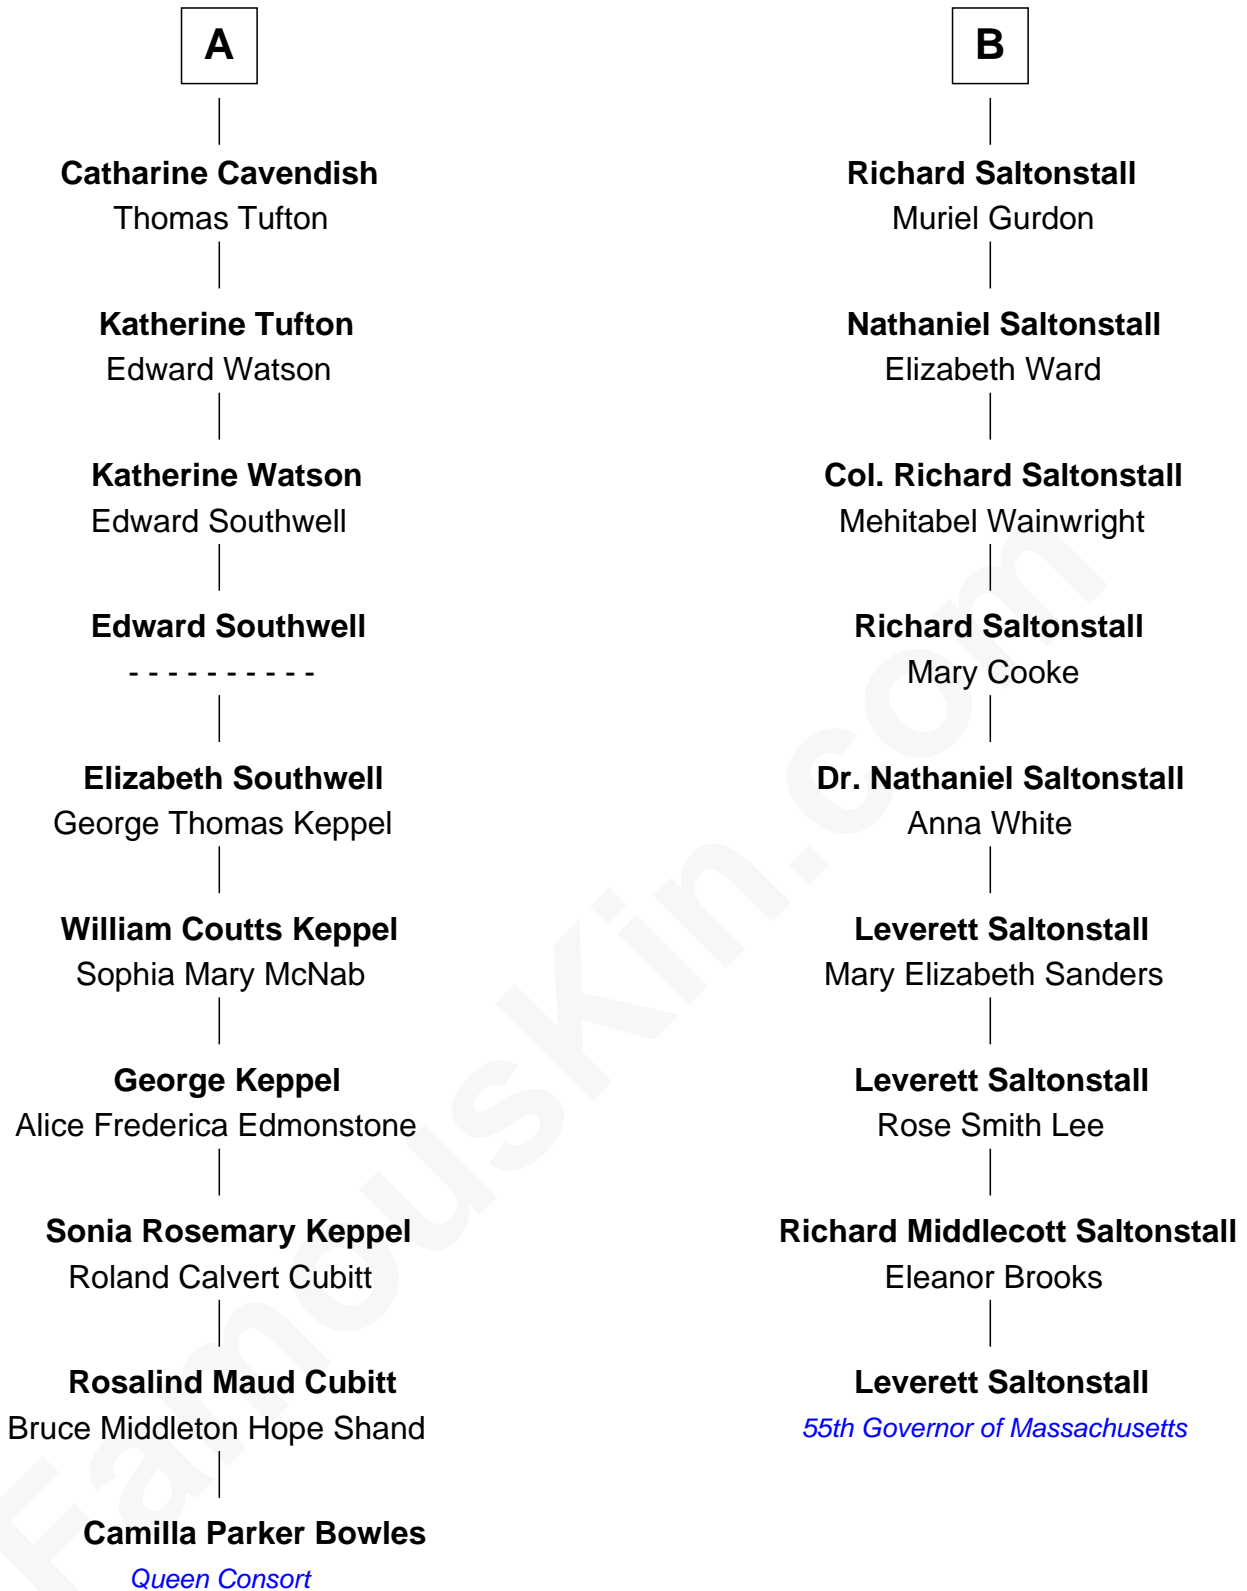 A
Catharine Cavendish
Thomas Tufton
Katherine Tufton
Edward Watson
Katherine Watson
Edward Southwell
Edward Southwell
- - - - - - - - - -
Elizabeth Southwell
George Thomas Keppel
William Coutts Keppel
Sophia Mary McNab
George Keppel
Alice Frederica Edmonstone
Sonia Rosemary Keppel
Roland Calvert Cubitt
Rosalind Maud Cubitt
Bruce Middleton Hope Shand
Camilla Parker Bowles
Queen Consort
B
Richard Saltonstall
Muriel Gurdon
Nathaniel Saltonstall
Elizabeth Ward
Col. Richard Saltonstall
Mehitabel Wainwright
Richard Saltonstall
Mary Cooke
Dr. Nathaniel Saltonstall
Anna White
Leverett Saltonstall
Mary Elizabeth Sanders
Leverett Saltonstall
Rose Smith Lee
Richard Middlecott Saltonstall
Eleanor Brooks
Leverett Saltonstall
55th Governor of Massachusetts
FamousKin.com